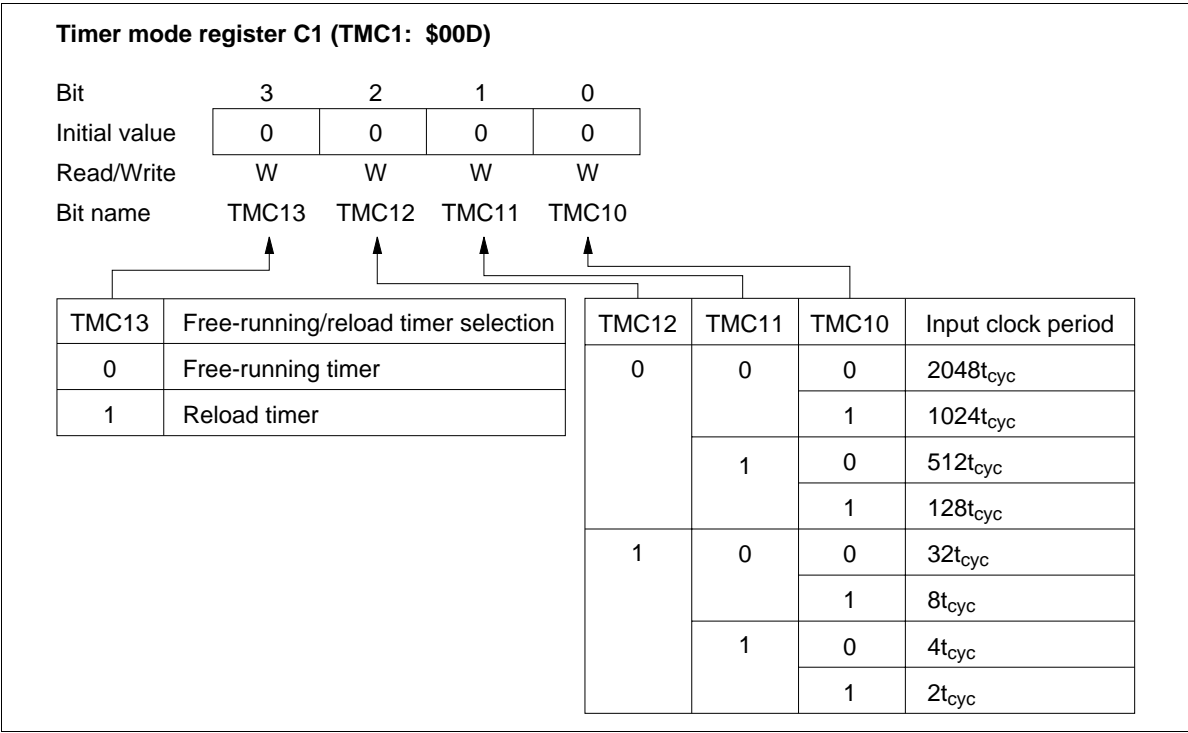 Timer mode register C1 (TMC1: $00D)
Bit 3 2 1 0
Initial value 0 0 0 0
Read/Write W W W W
Bit name TMC13 TMC12 TMC11 TMC10
TMC13 Free-running/reload timer selection
0 Free-running timer
1 Reload timer
TMC12 TMC11 TMC10 Input clock period
0 0 0 2048tcyc
1 1024tcyc
1 0 512tcyc
1 128tcyc
1 0 0 32tcyc
1 8tcyc
1 0 4tcyc
1 2tcyc